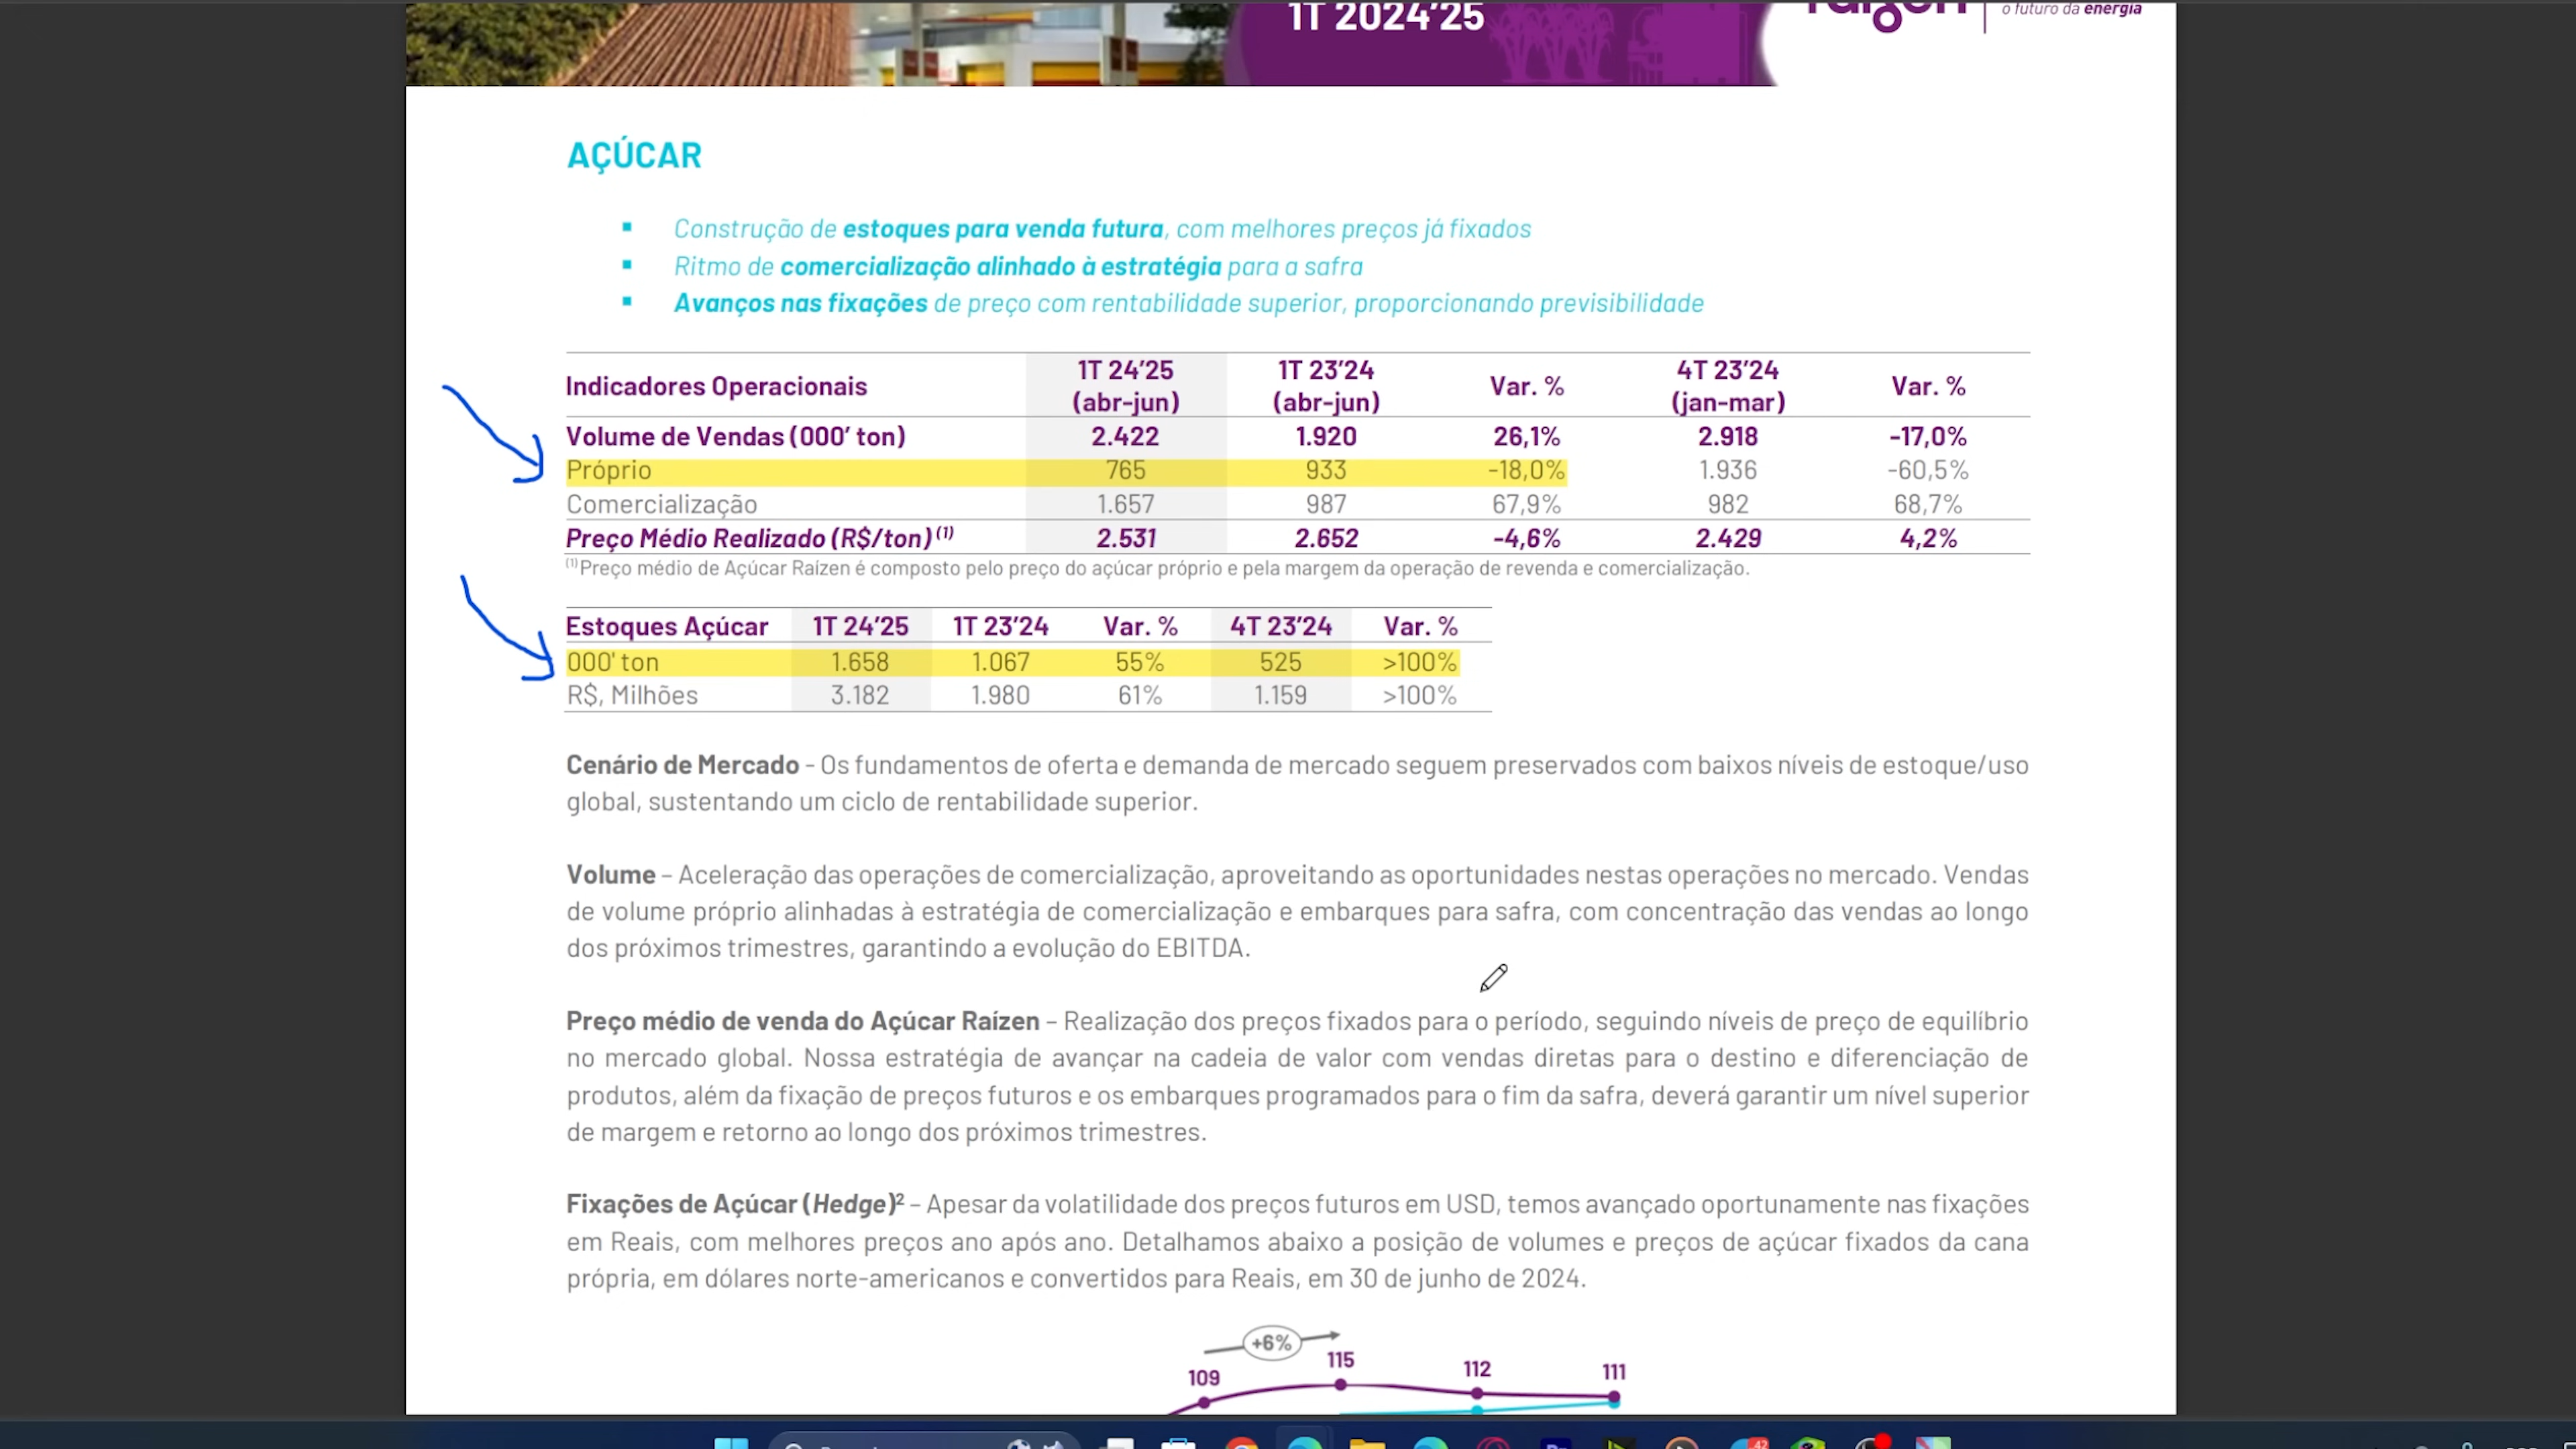 1T 2024'25
o futuro da energia
AÇÚCAR
▪ Construção de estoques para venda futura, com melhores preços já fixados
▪ Ritmo de comercialização alinhado à estratégia para a safra
▪ Avanços nas fixações de preço com rentabilidade superior, proporcionando previsibilidade
Indicadores Operacionais 1T 24'25 (abr-jun) 1T 23'24 (abr-jun) Var. % 4T 23'24 (jan-mar) Var. %
Volume de Vendas (000' ton) 2.422 1.920 26,1% 2.918 -17,0%
Próprio 765 933 -18,0% 1.936 -60,5%
Comercialização 1.657 987 67,9% 982 68,7%
Preço Médio Realizado (R$/ton) (1) 2.531 2.652 -4,6% 2.429 4,2%
(1) Preço médio de Açúcar Raízen é composto pelo preço do açúcar próprio e pela margem da operação de revenda e comercialização.
Estoques Açúcar 1T 24'25 1T 23'24 Var. % 4T 23'24 Var. %
000' ton 1.658 1.067 55% 525 >100%
R$, Milhões 3.182 1.980 61% 1.159 >100%
Cenário de Mercado - Os fundamentos de oferta e demanda de mercado seguem preservados com baixos níveis de estoque/uso
global, sustentando um ciclo de rentabilidade superior.
Volume – Aceleração das operações de comercialização, aproveitando as oportunidades nestas operações no mercado. Vendas
de volume próprio alinhadas à estratégia de comercialização e embarques para safra, com concentração das vendas ao longo
dos próximos trimestres, garantindo a evolução do EBITDA.
Preço médio de venda do Açúcar Raízen – Realização dos preços fixados para o período, seguindo níveis de preço de equilíbrio
no mercado global. Nossa estratégia de avançar na cadeia de valor com vendas diretas para o destino e diferenciação de
produtos, além da fixação de preços futuros e os embarques programados para o fim da safra, deverá garantir um nível superior
de margem e retorno ao longo dos próximos trimestres.
Fixações de Açúcar (Hedge)² – Apesar da volatilidade dos preços futuros em USD, temos avançado oportunamente nas fixações
em Reais, com melhores preços ano após ano. Detalhamos abaixo a posição de volumes e preços de açúcar fixados da cana
própria, em dólares norte-americanos e convertidos para Reais, em 30 de junho de 2024.
+6%
109 115 112 111
42